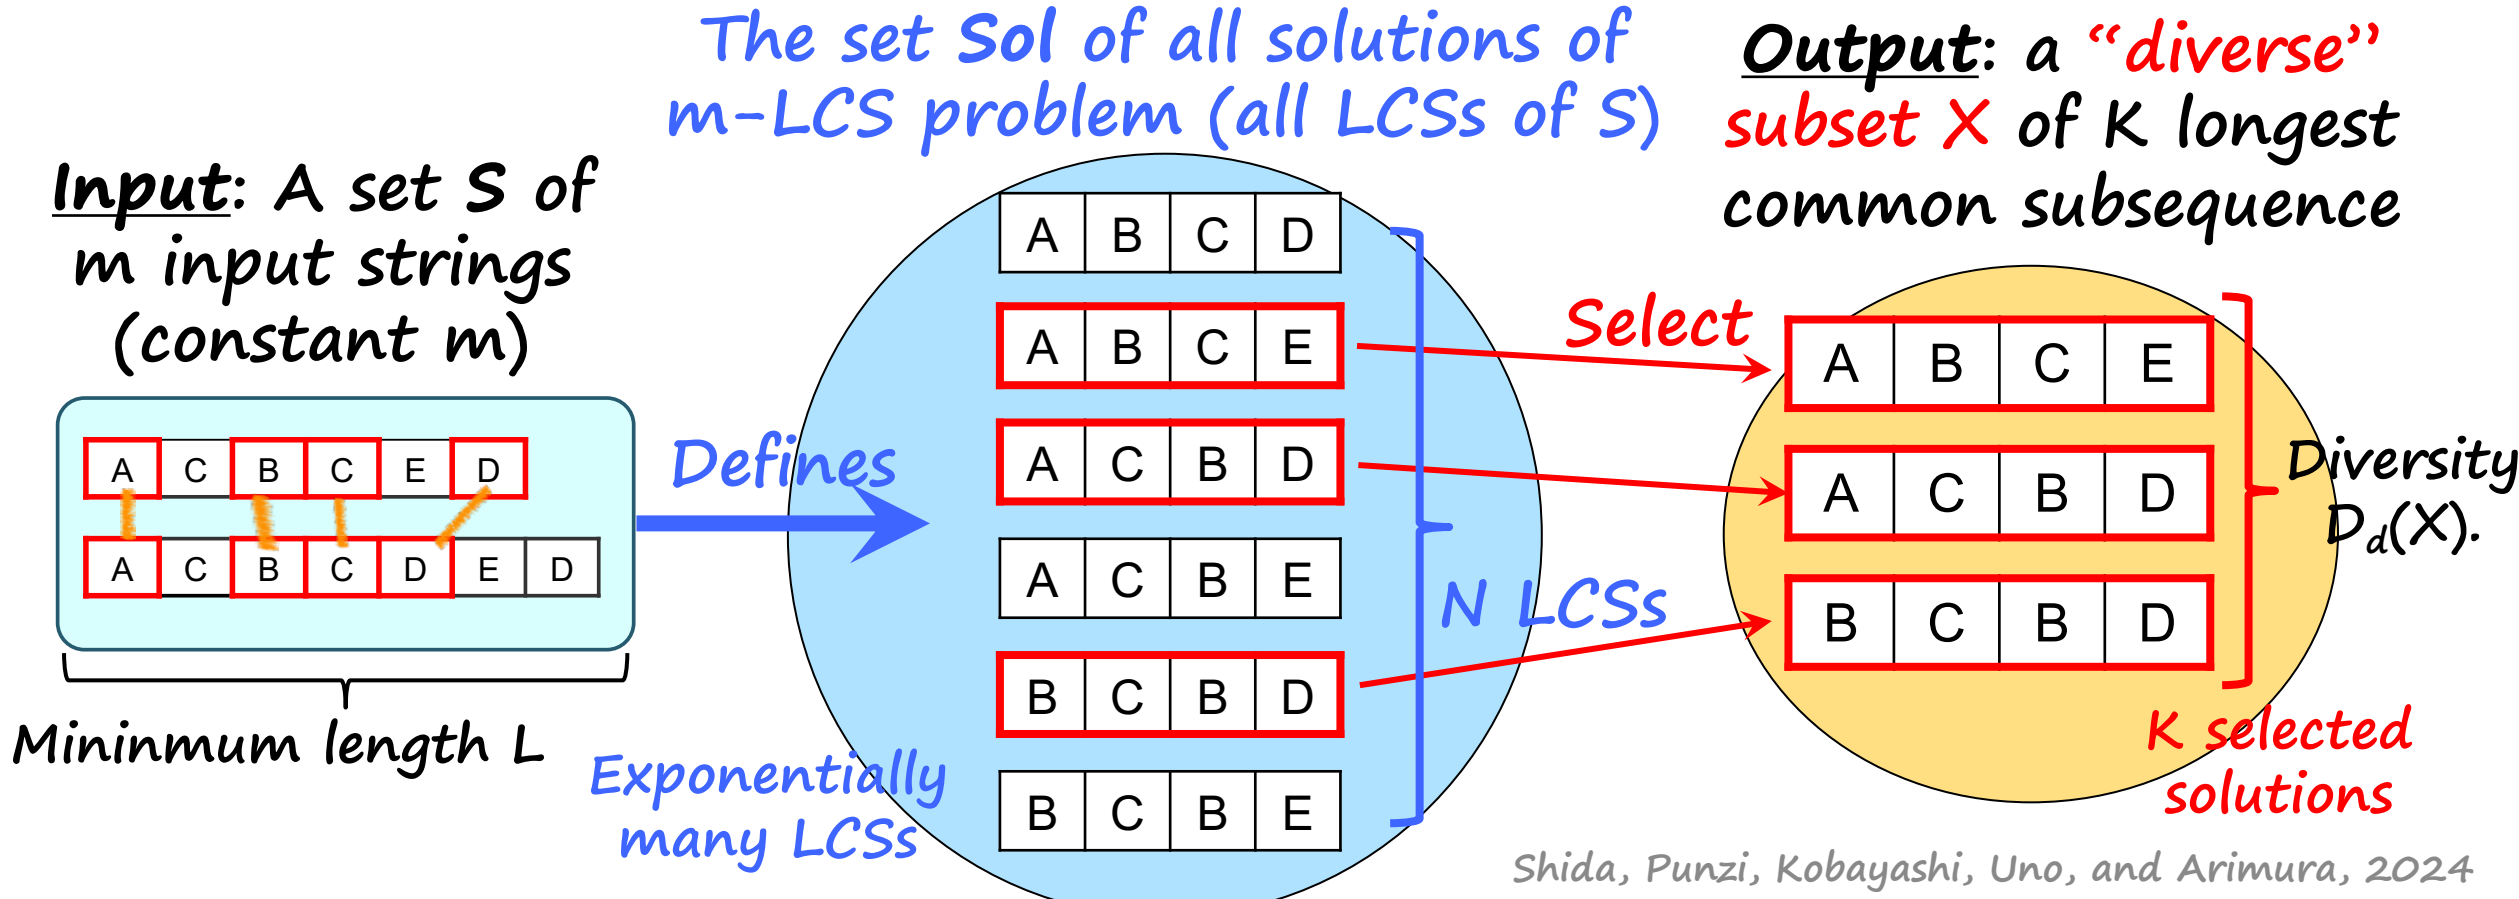 The set Sol of all solutions of
m-LCS problem (all LCSs of S)
Output: a “diverse”
subset X of K longest
common subsequence
Input: A set S of
m input strings
(constant m)
A C B C E D
A C B C D E D
Mininmum length L
Defines
A B C D
A B C E
A C B D
A C B E
B C B D
B C B E
Exponentially
many LCSs
N LCSs
Select
A B C E
A C B D
B C B D
Diversity
Dd(X).
K selected
solutions
Shida, Punzi, Kobayashi, Uno, and Arimura, 2024